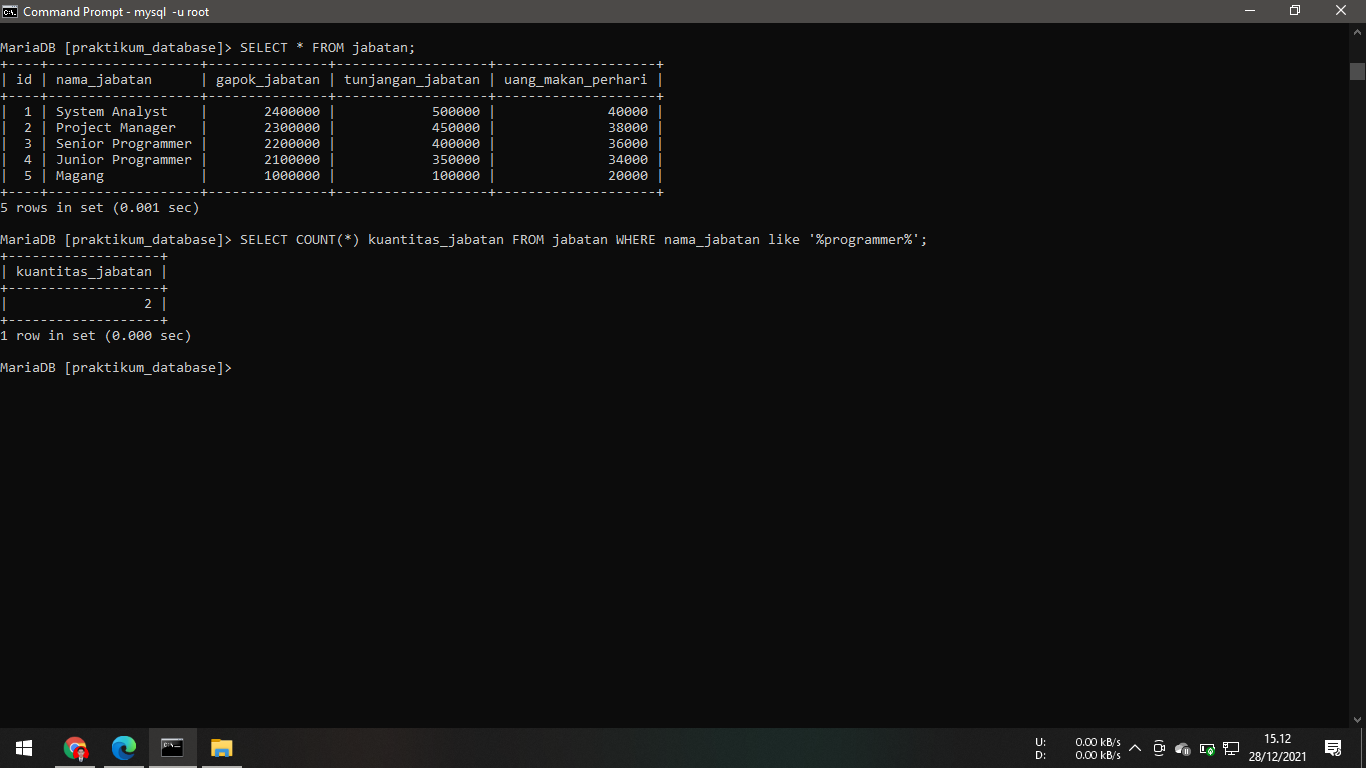 Command Prompt - mysql  -u root
MariaDB [praktikum_database]> SELECT * FROM jabatan;
+----+-------------------+---------------+-------------------+--------------------+
| id | nama_jabatan      | gapok_jabatan | tunjangan_jabatan | uang_makan_perhari |
+----+-------------------+---------------+-------------------+--------------------+
|  1 | System Analyst    |       2400000 |            500000 |              40000 |
|  2 | Project Manager   |       2300000 |            450000 |              38000 |
|  3 | Senior Programmer |       2200000 |            400000 |              36000 |
|  4 | Junior Programmer |       2100000 |            350000 |              34000 |
|  5 | Magang            |       1000000 |            100000 |              20000 |
+----+-------------------+---------------+-------------------+--------------------+
5 rows in set (0.001 sec)
MariaDB [praktikum_database]> SELECT COUNT(*) kuantitas_jabatan FROM jabatan WHERE nama_jabatan like '%programmer%';
+-------------------+
| kuantitas_jabatan |
+-------------------+
|                 2 |
+-------------------+
1 row in set (0.000 sec)
MariaDB [praktikum_database]>
U: 0.00 kB/s
D: 0.00 kB/s
15.12
28/12/2021